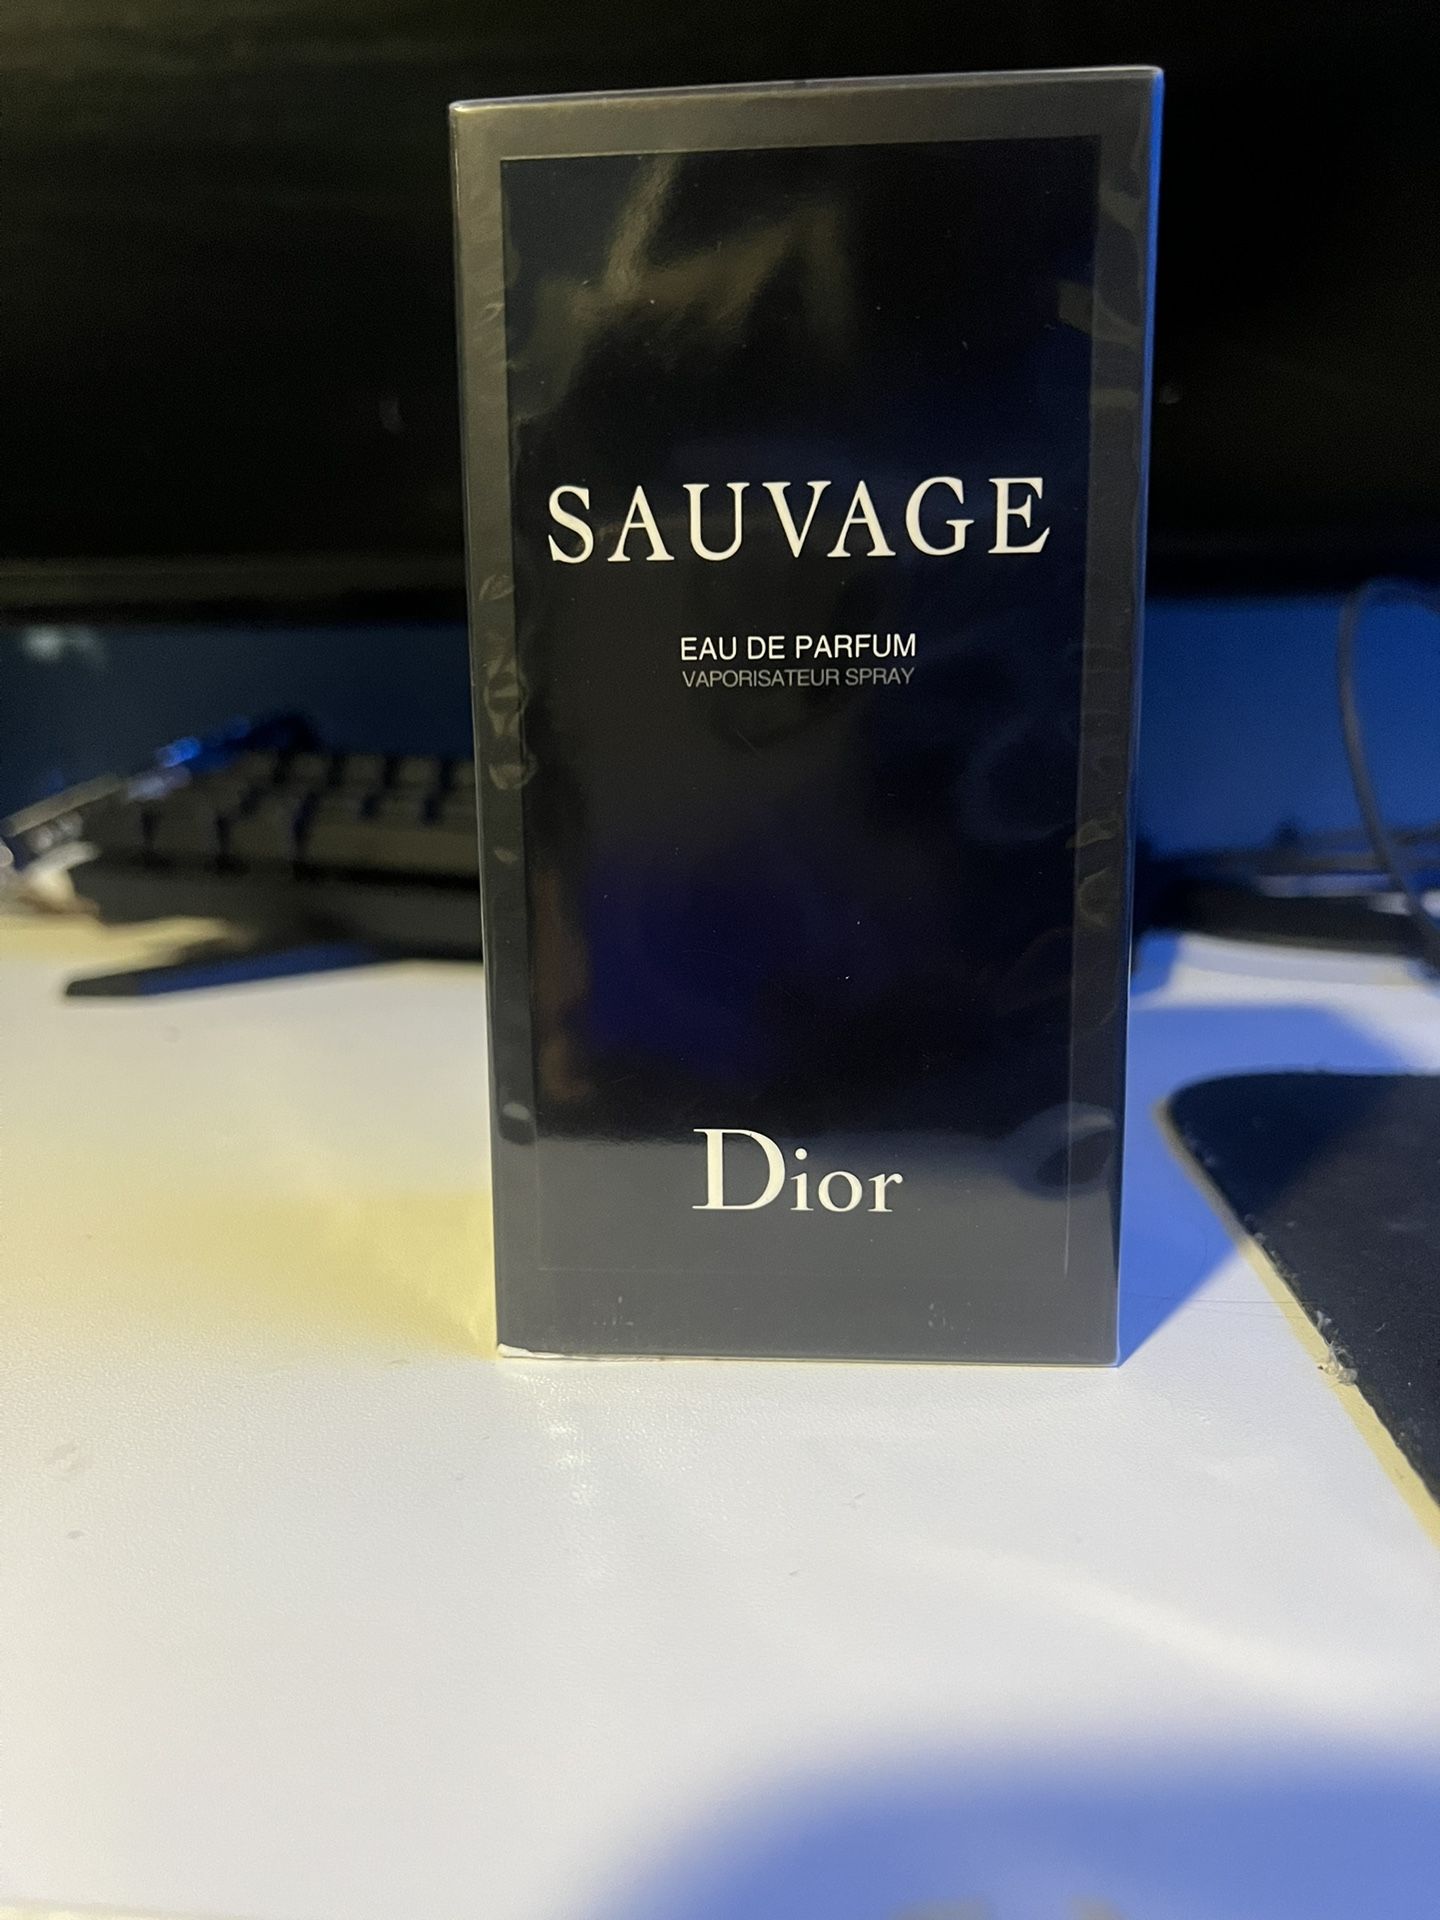 SAUVAGE
EAU DE PARFUM
VAPORISATEUR SPRAY
Dior